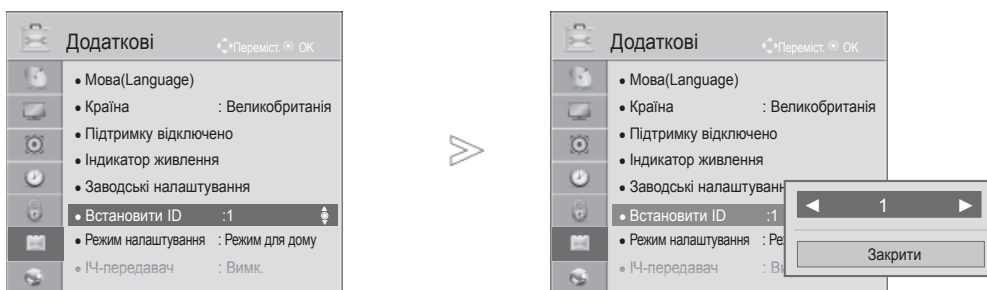 Додаткові Переміст. OK
• Мова(Language)
• Країна : Великобританія
• Підтримку відключено
• Індикатор живлення
• Заводські налаштування
• Встановити ID :1
• Режим налаштування : Режим для дому
• ІЧ-передавач : Вимк.
Додаткові Переміст. OK
• Мова(Language)
• Країна : Великобританія
• Підтримку відключено
• Індикатор живлення
• Заводські налаштуванн
• Встановити ID :1
• Режим налаштування : Ре
• ІЧ-передавач : Ви
◄ 1 ►
Закрити